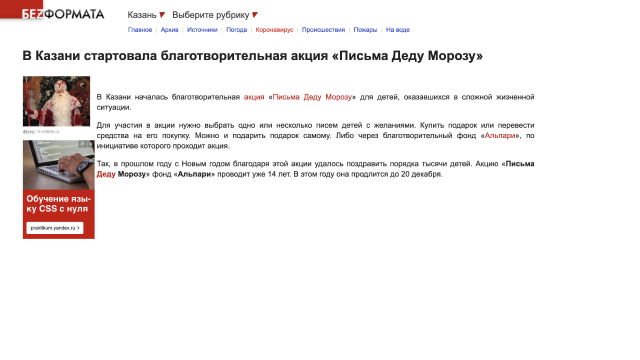 БЕZФОРМАТА
Казань Выберите рубрику
Главное Архив Источники Погода Коронавирус Происшествия Пожары На воде
В Казани стартовала благотворительная акция «Письма Деду Морозу»
В Казани началась благотворительная акция «Письма Деду Морозу» для детей, оказавшихся в сложной жизненной
ситуации.
Фото:
Для участия в акции нужно выбрать одно или несколько писем детей с желаниями. Купить подарок или перевести
средства на его покупку. Можно и подарить подарок самому. Либо через благотворительный фонд «Альпари», по
инициативе которого проходит акция.
Так, в прошлом году с Новым годом благодаря этой акции удалось поздравить порядка тысячи детей. Акцию «Письма
Деду Морозу» фонд «Альпари» проводит уже 14 лет. В этом году она продлится до 20 декабря.
Обучение язы-
ку CSS с нуля
praktikum.yandex.ru >